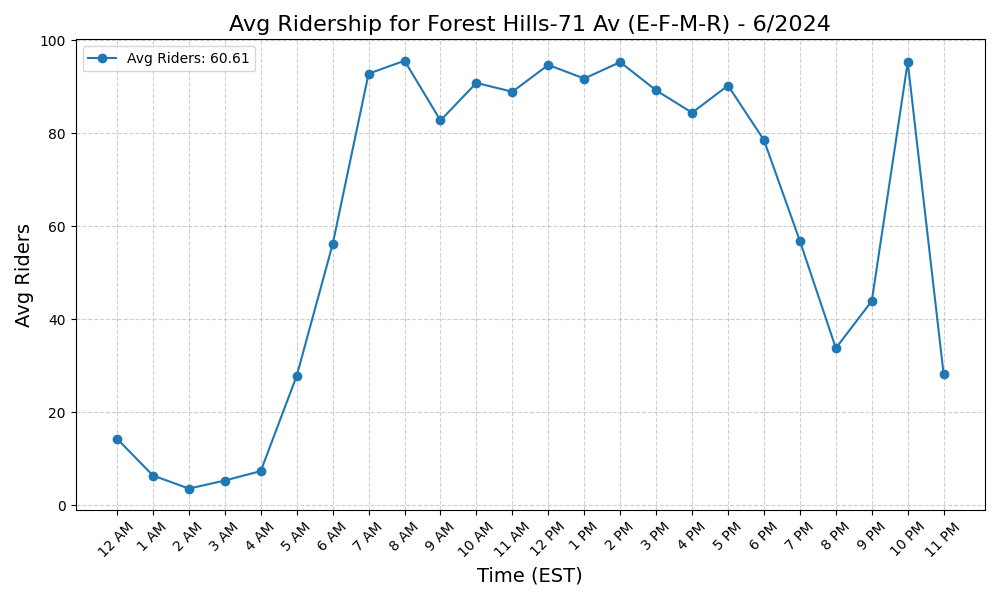 Avg Ridership for Forest Hills-71 Av (E-F-M-R) - 6/2024
Avg Riders: 60.61
Avg Riders
100
80
60
40
20
0
12 AM
1 AM
2 AM
3 AM
4 AM
5 AM
6 AM
7 AM
8 AM
9 AM
10 AM
11 AM
12 PM
1 PM
2 PM
3 PM
4 PM
5 PM
6 PM
7 PM
8 PM
9 PM
10 PM
11 PM
Time (EST)